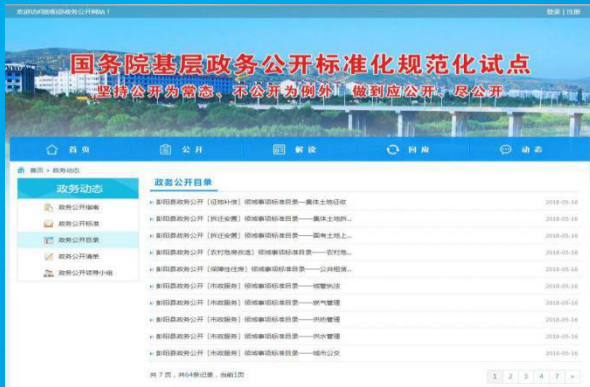 欢迎访问彭阳县政务公开网站！ 登录 | 注册
国务院基层政务公开标准化规范化试点
坚持公开为常态、不公开为例外 做到应公开、尽公开
首 页 公 开 解 读 回 应 动 态
首页 > 政务动态
政务动态
政务公开指南
政务公开标准
政务公开目录
政务公开清单
政务公开领导小组
政务公开目录
彭阳县政务公开［征地补偿］领域事项标准目录—集体土地征收 2018-05-16
彭阳县政务公开［拆迁安置］领域事项标准目录——集体土地拆... 2018-05-16
彭阳县政务公开［拆迁安置］领域事项标准目录——国有土地上... 2018-05-16
彭阳县政务公开［农村危房改造］领域事项标准目录——农村危... 2018-05-16
彭阳县政务公开［保障性住房］领域事项标准目录——公共租赁... 2018-05-16
彭阳县政务公开［市政服务］领域事项标准目录——城管执法 2018-05-16
彭阳县政务公开［市政服务］领域事项标准目录——燃气管理 2018-05-16
彭阳县政务公开［市政服务］领域事项标准目录——供热管理 2018-05-16
彭阳县政务公开［市政服务］领域事项标准目录——供水管理 2018-05-16
彭阳县政务公开［市政服务］领域事项标准目录——城市公交 2018-05-16
共 7 页，共64条记录，当前1页 1 2 3 4 7 »